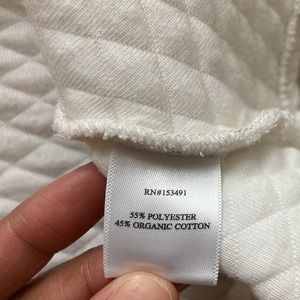 RN#153491
55% POLYESTER
45% ORGANIC COTTON